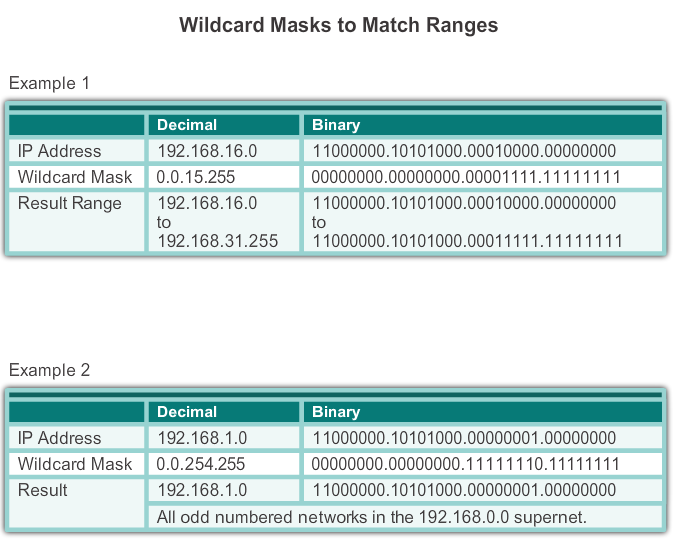 Wildcard Masks to Match Ranges
Example 1
Decimal Binary
IP Address 192.168.16.0 11000000.10101000.00010000.00000000
Wildcard Mask 0.0.15.255 00000000.00000000.00001111.11111111
Result Range 192.168.16.0 11000000.10101000.00010000.00000000
to to
192.168.31.255 11000000.10101000.00011111.11111111
Example 2
Decimal Binary
IP Address 192.168.1.0 11000000.10101000.00000001.00000000
Wildcard Mask 0.0.254.255 00000000.00000000.11111110.11111111
Result 192.168.1.0 11000000.10101000.00000001.00000000
All odd numbered networks in the 192.168.0.0 supernet.